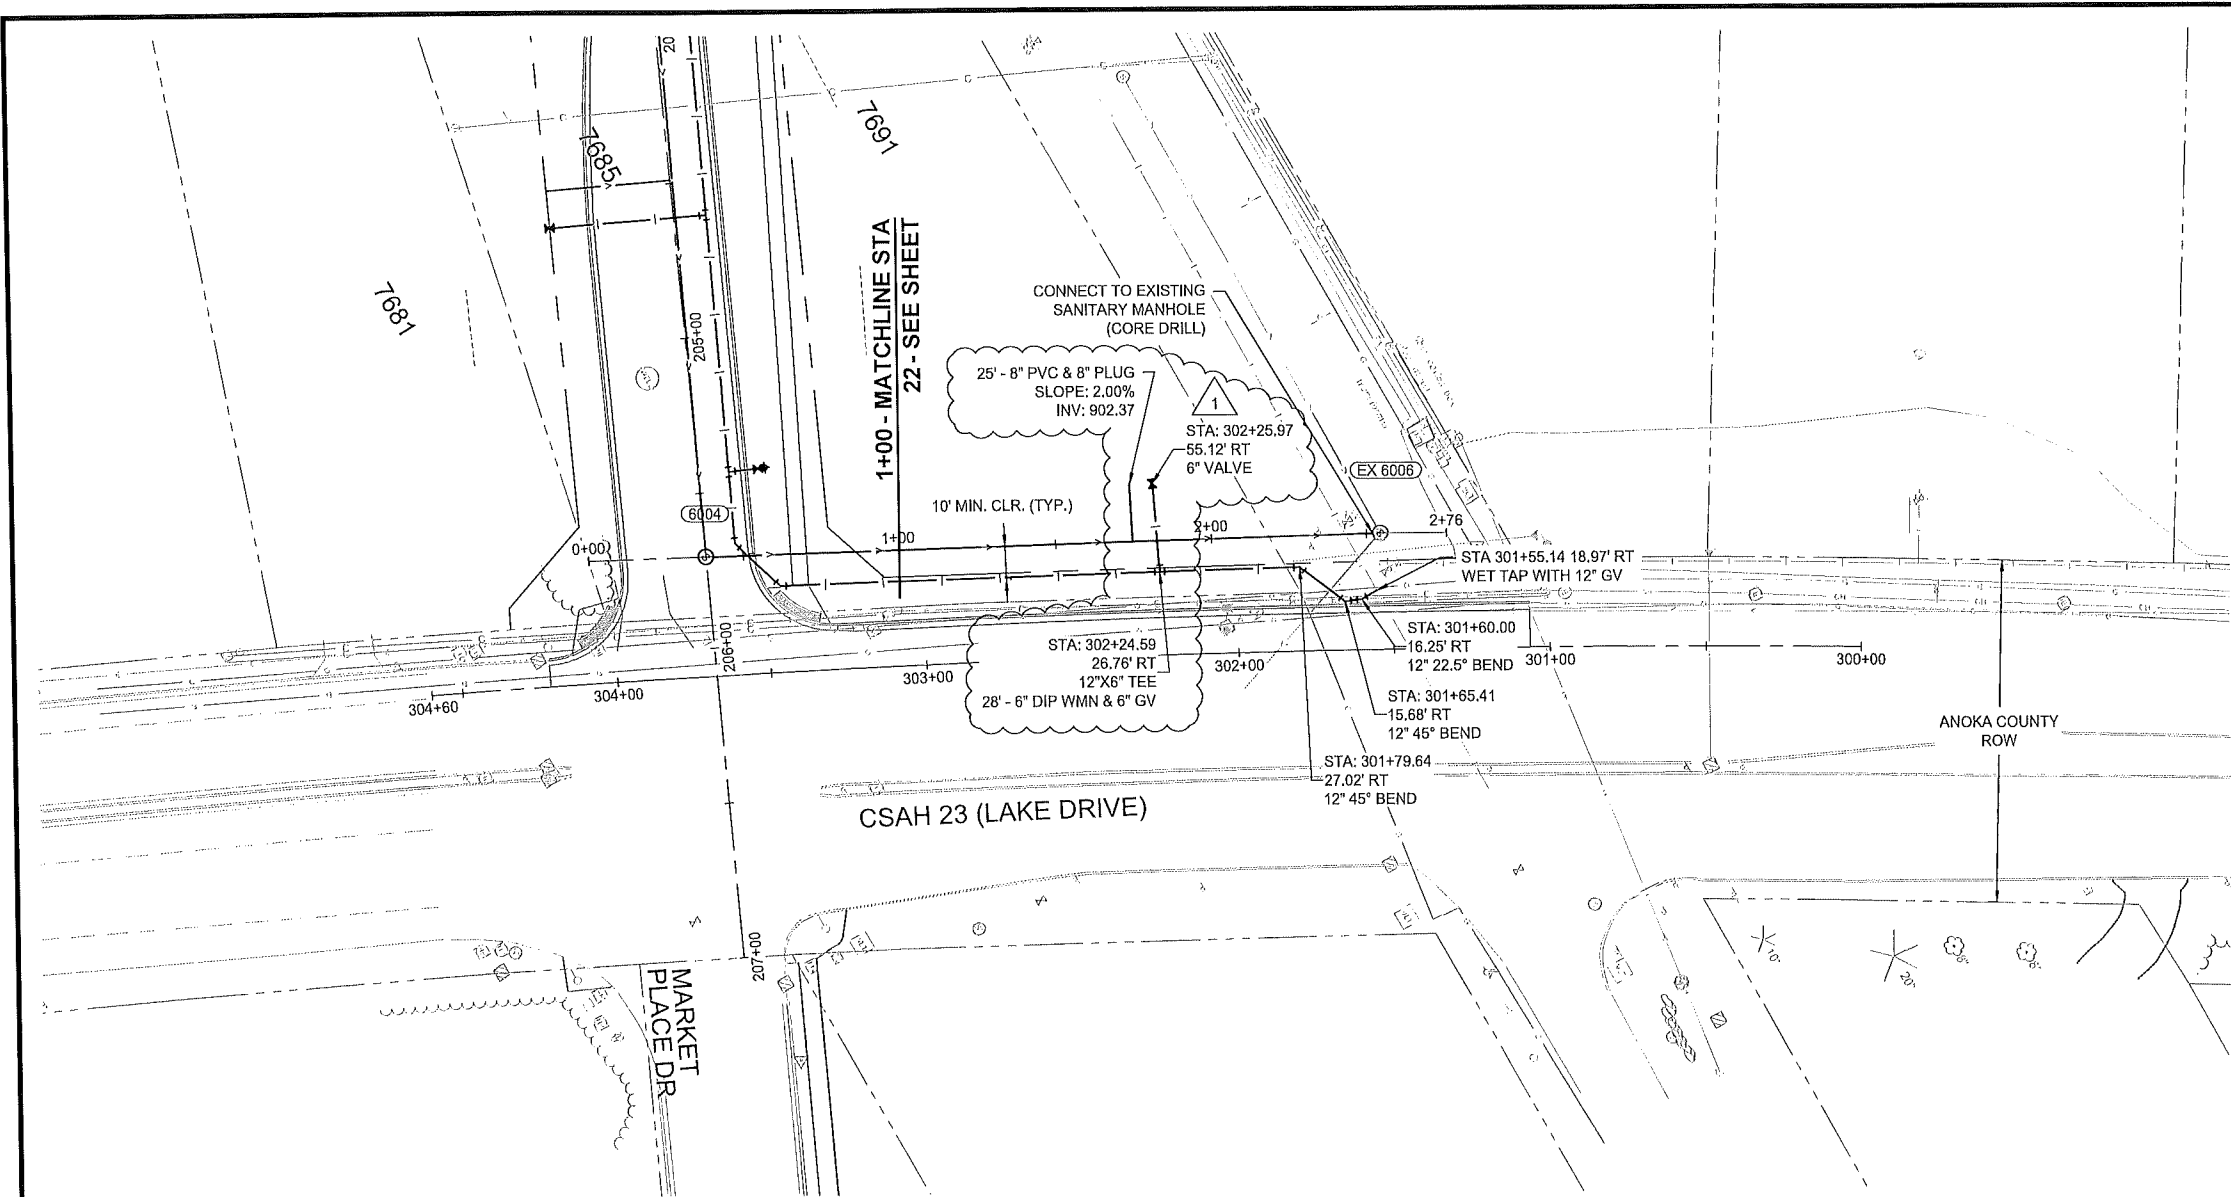 20
7691
7685
7681
205+00
1+00 - MATCHLINE STA
22 - SEE SHEET
CONNECT TO EXISTING
SANITARY MANHOLE
(CORE DRILL)
25' - 8" PVC & 8" PLUG
SLOPE: 2.00%
INV: 902.37
1
STA: 302+25.97
55.12' RT
6" VALVE
EX 6006
6004
10' MIN. CLR. (TYP.)
0+00
1+00
2+00
2+76
STA 301+55.14 18.97' RT
WET TAP WITH 12" GV
STA: 301+60.00
16.25' RT
12" 22.5° BEND
STA: 302+24.59
26.76' RT
12"X6" TEE
28' - 6" DIP WMN & 6" GV
206+00
304+60
304+00
303+00
302+00
301+00
300+00
STA: 301+65.41
15.68' RT
12" 45° BEND
STA: 301+79.64
27.02' RT
12" 45° BEND
ANOKA COUNTY
ROW
CSAH 23 (LAKE DRIVE)
207+00
MARKET
PLACE DR
10'
20'